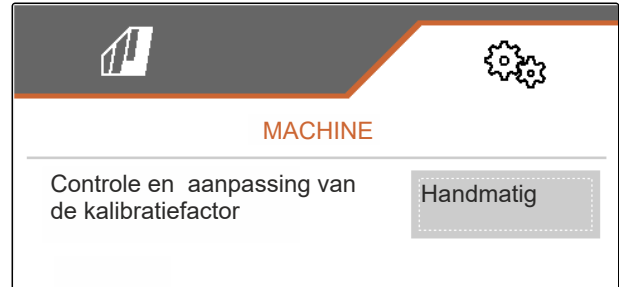 MACHINE
Controle en  aanpassing van
de kalibratiefactor
Handmatig